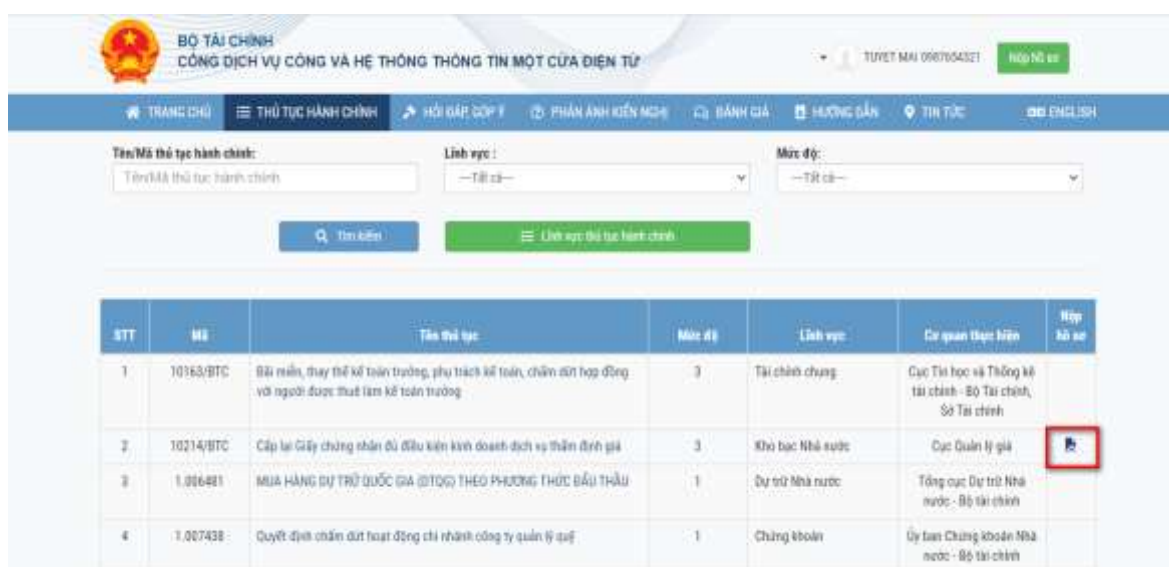 BỘ TÀI CHÍNH
CỔNG DỊCH VỤ CÔNG VÀ HỆ THỐNG THÔNG TIN MỘT CỬA ĐIỆN TỬ
TUYET MAI 0987654321
Nộp hồ sơ
TRANG CHỦ THỦ TỤC HÀNH CHÍNH HỎI ĐÁP, GÓP Ý PHẢN ÁNH KIẾN NGHỊ ĐÁNH GIÁ HƯỚNG DẪN TIN TỨC ENGLISH
Tên/Mã thủ tục hành chính: Lĩnh vực : Mức độ:
Tên/Mã thủ tục hành chính ---Tất cả--- ---Tất cả---
Tìm kiếm Lĩnh vực thủ tục hành chính
STT Mã Tên thủ tục Mức độ Lĩnh vực Cơ quan thực hiện Nộp hồ sơ
1 10163/BTC Bãi miễn, thay thế kế toán trưởng, phụ trách kế toán, chấm dứt hợp đồng
với người được thuê làm kế toán trưởng
3 Tài chính chung Cục Tin học và Thống kê
tài chính - Bộ Tài chính,
Sở Tài chính
2 10214/BTC Cấp lại Giấy chứng nhận đủ điều kiện kinh doanh dịch vụ thẩm định giá 3 Kho bạc Nhà nước Cục Quản lý giá
3 1.006481 MUA HÀNG DỰ TRỮ QUỐC GIA (DTQG) THEO PHƯƠNG THỨC ĐẤU THẦU 1 Dự trữ Nhà nước Tổng cục Dự trữ Nhà
nước - Bộ tài chính
4 1.007438 Quyết định chấm dứt hoạt động chi nhánh công ty quản lý quỹ 1 Chứng khoán Ủy ban Chứng khoán Nhà
nước - Bộ tài chính